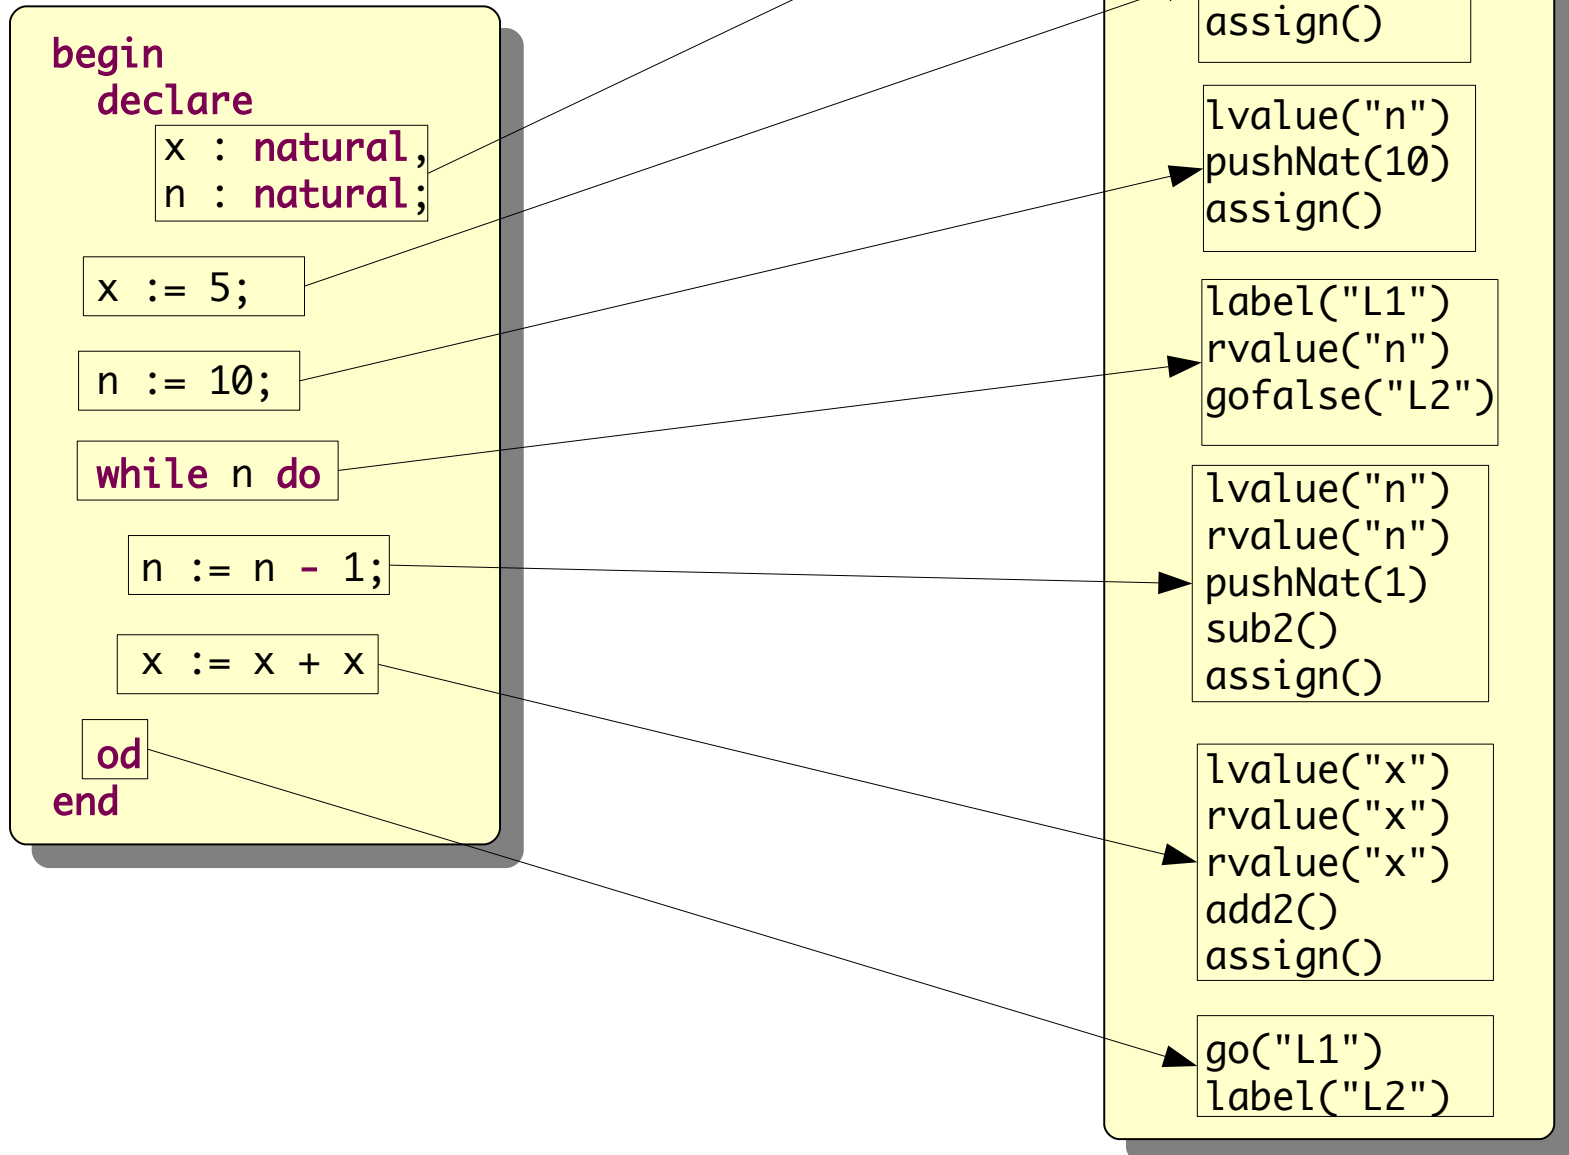 begin
declare
x : natural,
n : natural;
x := 5;
n := 10;
while n do
n := n - 1;
x := x + x
od
end
assign()
lvalue("n")
pushNat(10)
assign()
label("L1")
rvalue("n")
gofalse("L2")
lvalue("n")
rvalue("n")
pushNat(1)
sub2()
assign()
lvalue("x")
rvalue("x")
rvalue("x")
add2()
assign()
go("L1")
label("L2")